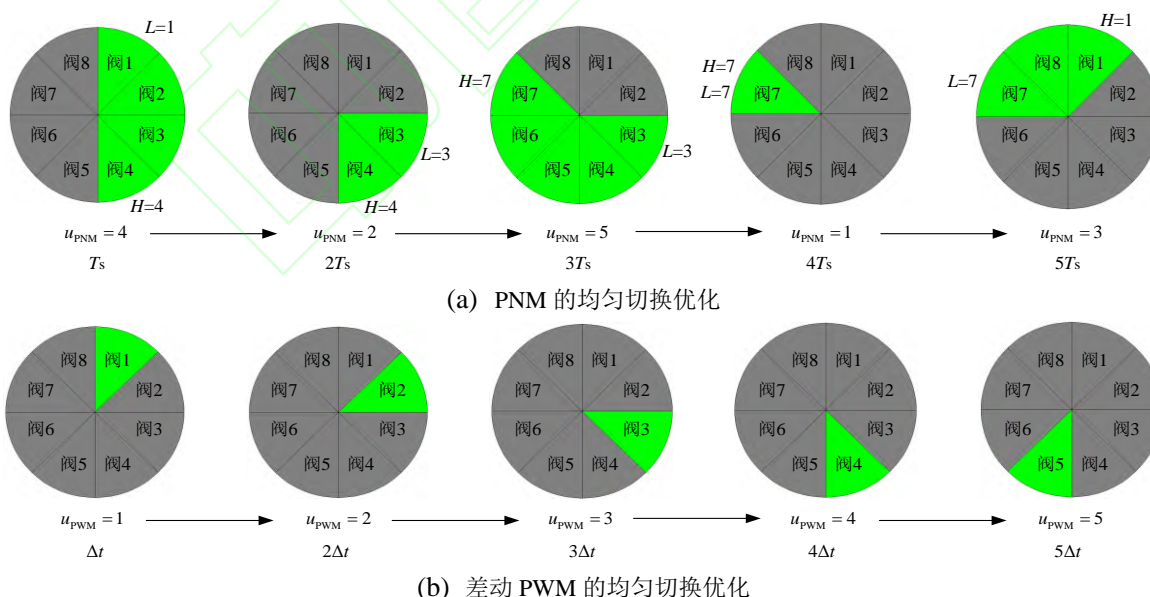 L=1
阀8 阀1
阀7 阀2
阀6 阀3
阀5 阀4
H=4
u_PNM = 4
Ts
阀8 阀1
阀7 阀2
阀6 阀3
阀5 阀4
L=3
H=4
u_PNM = 2
2Ts
H=7
阀8 阀1
阀7 阀2
阀6 阀3
阀5 阀4
L=3
u_PNM = 5
3Ts
H=7
L=7
阀8 阀1
阀7 阀2
阀6 阀3
阀5 阀4
u_PNM = 1
4Ts
H=1
L=7
阀8 阀1
阀7 阀2
阀6 阀3
阀5 阀4
u_PNM = 3
5Ts
(a) PNM 的均匀切换优化
阀8 阀1
阀7 阀2
阀6 阀3
阀5 阀4
u_PWM = 1
Δt
阀8 阀1
阀7 阀2
阀6 阀3
阀5 阀4
u_PWM = 2
2Δt
阀8 阀1
阀7 阀2
阀6 阀3
阀5 阀4
u_PWM = 3
3Δt
阀8 阀1
阀7 阀2
阀6 阀3
阀5 阀4
u_PWM = 4
4Δt
阀8 阀1
阀7 阀2
阀6 阀3
阀5 阀4
u_PWM = 5
5Δt
(b) 差动 PWM 的均匀切换优化